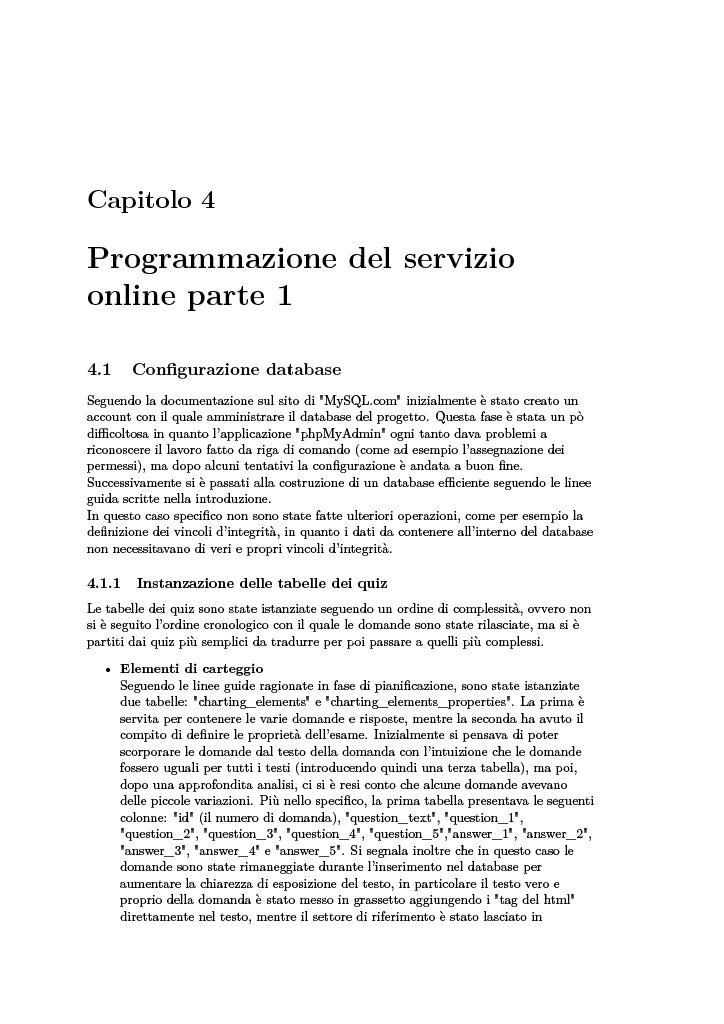 Capitolo 4
Programmazione del servizio
online parte 1
4.1 Configurazione database
Seguendo la documentazione sul sito di "MySQL.com" inizialmente è stato creato un
account con il quale amministrare il database del progetto. Questa fase è stata un pò
difficoltosa in quanto l'applicazione "phpMyAdmin" ogni tanto dava problemi a
riconoscere il lavoro fatto da riga di comando (come ad esempio l'assegnazione dei
permessi), ma dopo alcuni tentativi la configurazione è andata a buon fine.
Successivamente si è passati alla costruzione di un database efficiente seguendo le linee
guida scritte nella introduzione.
In questo caso specifico non sono state fatte ulteriori operazioni, come per esempio la
definizione dei vincoli d'integrità, in quanto i dati da contenere all'interno del database
non necessitavano di veri e propri vincoli d'integrità.
4.1.1 Instanzazione delle tabelle dei quiz
Le tabelle dei quiz sono state istanziate seguendo un ordine di complessità, ovvero non
si è seguito l'ordine cronologico con il quale le domande sono state rilasciate, ma si è
partiti dai quiz più semplici da tradurre per poi passare a quelli più complessi.
• Elementi di carteggio
Seguendo le linee guide ragionate in fase di pianificazione, sono state istanziate
due tabelle: "charting_elements" e "charting_elements_properties". La prima è
servita per contenere le varie domande e risposte, mentre la seconda ha avuto il
compito di definire le proprietà dell'esame. Inizialmente si pensava di poter
scorporare le domande dal testo della domanda con l'intuizione che le domande
fossero uguali per tutti i testi (introducendo quindi una terza tabella), ma poi,
dopo una approfondita analisi, ci si è resi conto che alcune domande avevano
delle piccole variazioni. Più nello specifico, la prima tabella presentava le seguenti
colonne: "id" (il numero di domanda), "question_text", "question_1",
"question_2", "question_3", "question_4", "question_5","answer_1", "answer_2",
"answer_3", "answer_4" e "answer_5". Si segnala inoltre che in questo caso le
domande sono state rimaneggiate durante l'inserimento nel database per
aumentare la chiarezza di esposizione del testo, in particolare il testo vero e
proprio della domanda è stato messo in grassetto aggiungendo i "tag del html"
direttamente nel testo, mentre il settore di riferimento è stato lasciato in